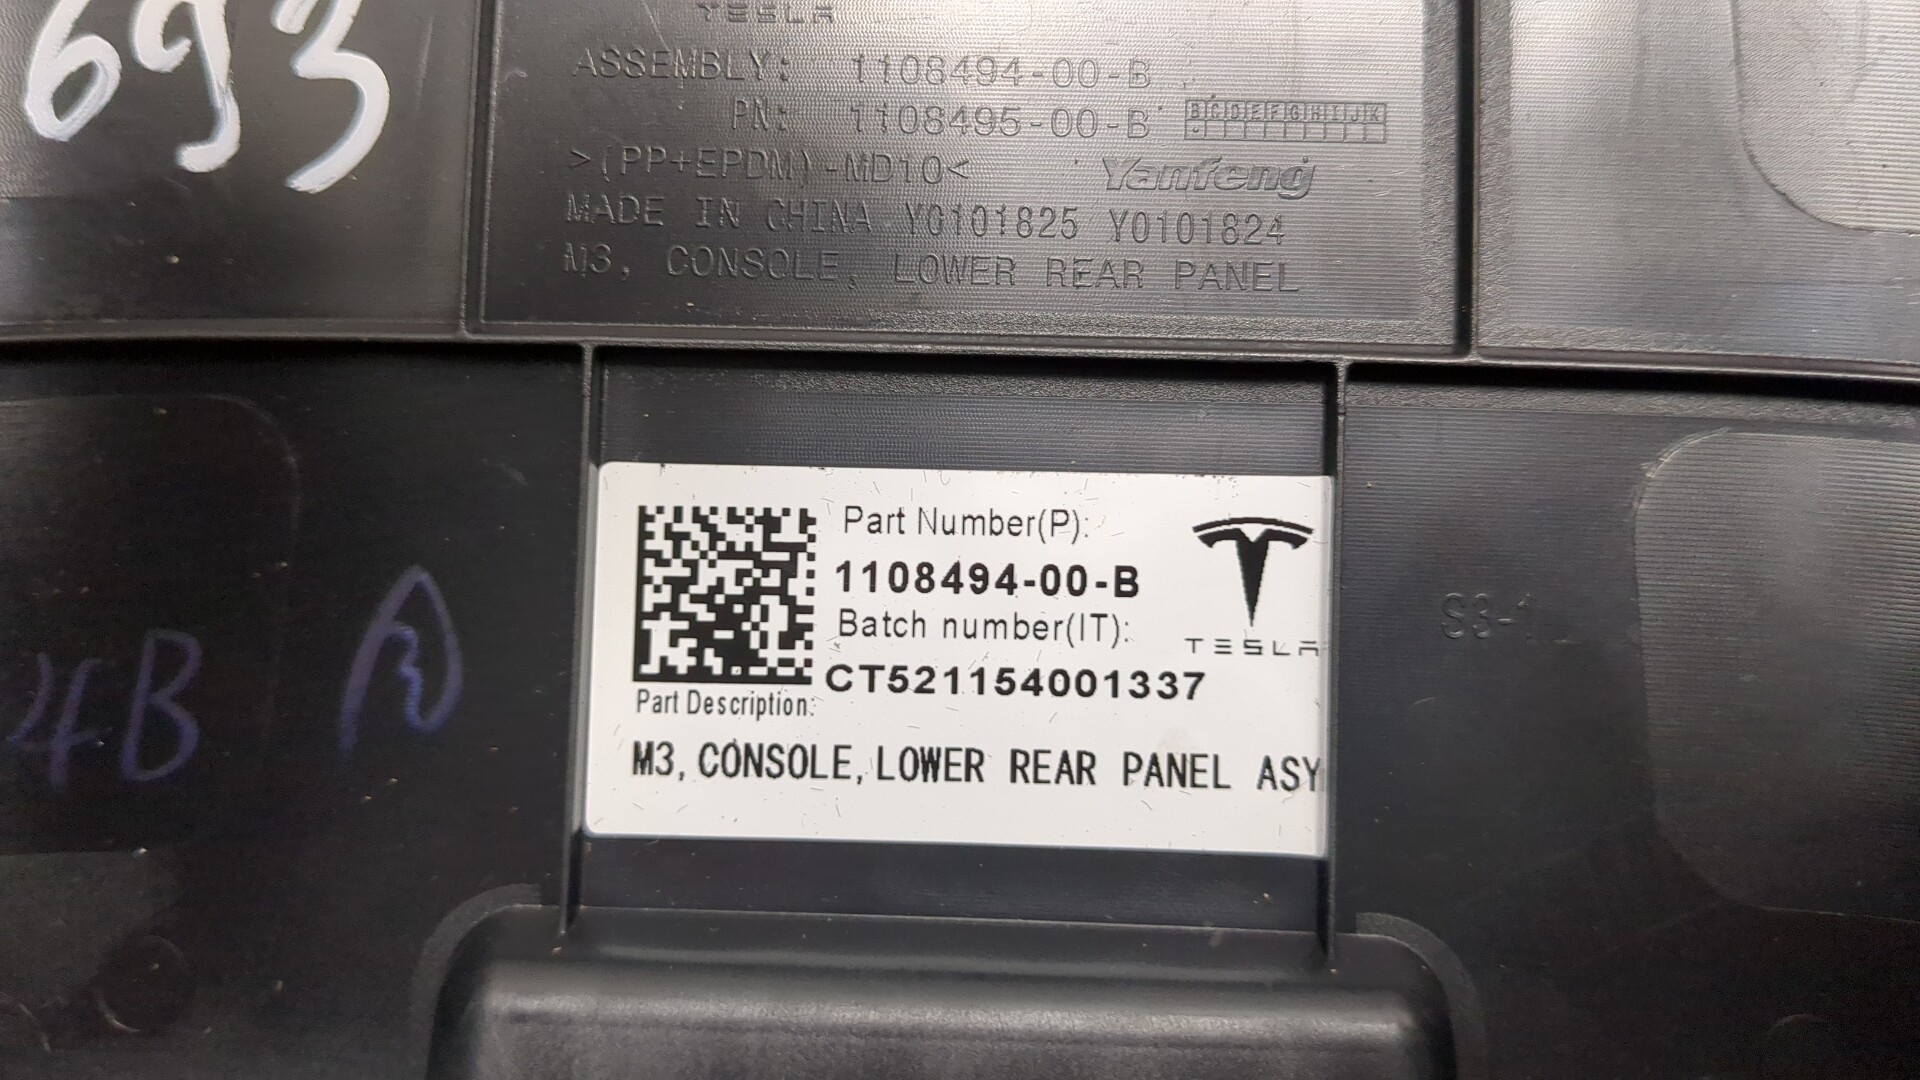 693
TESLA
ASSEMBLY: 1108494-00-B
PN: 1108495-00-B BCDEFGHIJK
>(PP+EPDM)-MD10<
Yanfeng
MADE IN CHINA Y0101825 Y0101824
M3, CONSOLE, LOWER REAR PANEL
Part Number(P):
1108494-00-B
Batch number(IT):
CT521154001337
TESLA
Part Description:
M3, CONSOLE, LOWER REAR PANEL ASY
S3-1
4B